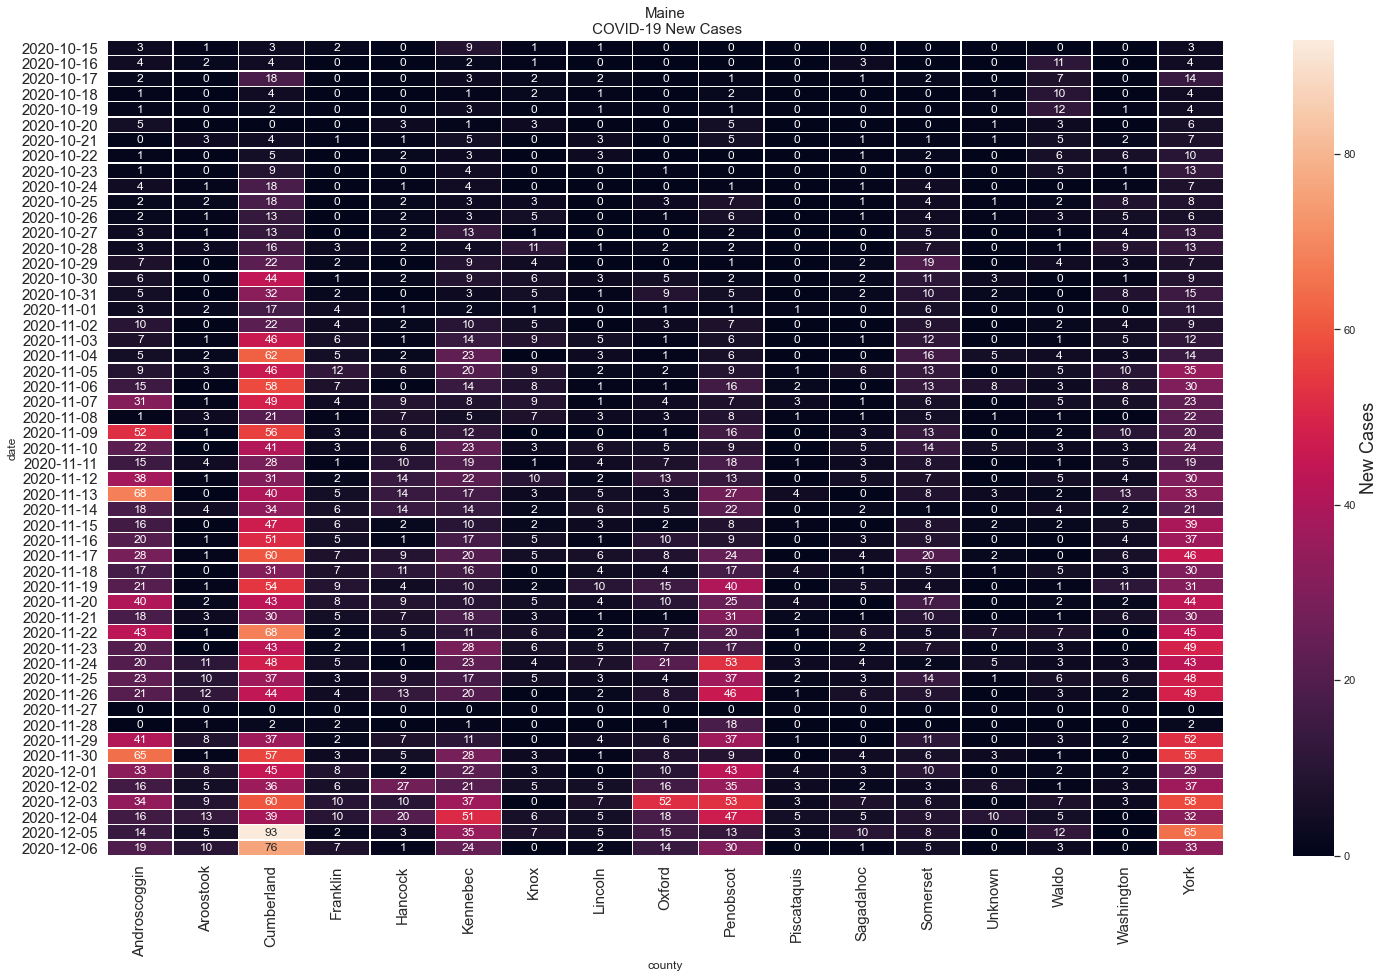 Maine
COVID-19 New Cases
2020-10-15 3 1 3 2 0 9 1 1 0 0 0 0 0 0 0 0 3
2020-10-16 4 2 4 0 0 2 1 0 0 0 0 3 0 0 11 0 4
2020-10-17 2 0 18 0 0 3 2 2 0 1 0 1 2 0 7 0 14
2020-10-18 1 0 4 0 0 1 2 1 0 2 0 0 0 1 10 0 4
2020-10-19 1 0 2 0 0 3 0 1 0 1 0 0 0 0 12 1 4
2020-10-20 5 0 0 0 3 1 3 0 0 5 0 0 0 1 3 0 6
2020-10-21 0 3 4 1 1 5 0 3 0 5 0 1 1 1 5 2 7
2020-10-22 1 0 5 0 2 3 0 3 0 0 0 1 2 0 6 6 10
2020-10-23 1 0 9 0 0 4 0 0 1 0 0 0 0 0 5 1 13
2020-10-24 4 1 18 0 1 4 0 0 0 1 0 1 4 0 0 1 7
2020-10-25 2 2 18 0 2 3 3 0 3 7 0 1 4 1 2 8 8
2020-10-26 2 1 13 0 2 3 5 0 1 6 0 1 4 1 3 5 6
2020-10-27 3 1 13 0 2 13 1 0 0 2 0 0 5 0 1 4 13
2020-10-28 3 3 16 3 2 4 11 1 2 2 0 0 7 0 1 9 13
2020-10-29 7 0 22 2 0 9 4 0 0 1 0 2 19 0 4 3 7
2020-10-30 6 0 44 1 2 9 6 3 5 2 0 2 11 3 0 1 9
2020-10-31 5 0 32 2 0 3 5 1 9 5 0 2 10 2 0 8 15
2020-11-01 3 2 17 4 1 2 1 0 1 1 1 0 6 0 0 0 11
2020-11-02 10 0 22 4 2 10 5 0 3 7 0 0 9 0 2 4 9
2020-11-03 7 1 46 6 1 14 9 5 1 6 0 1 12 0 1 5 12
2020-11-04 5 2 62 5 2 23 0 3 1 6 0 0 16 5 4 3 14
2020-11-05 9 3 46 12 6 20 9 2 2 9 1 6 13 0 5 10 35
2020-11-06 15 0 58 7 0 14 8 1 1 16 2 0 13 8 3 8 30
2020-11-07 31 1 49 4 9 8 9 1 4 7 3 1 6 0 5 6 23
2020-11-08 1 3 21 1 7 5 7 3 3 8 1 1 5 1 1 0 22
2020-11-09 52 1 56 3 6 12 0 0 1 16 0 3 13 0 2 10 20
2020-11-10 22 0 41 3 6 23 3 6 5 9 0 5 14 5 3 3 24
2020-11-11 15 4 28 1 10 19 1 4 7 18 1 3 8 0 1 5 19
2020-11-12 38 1 31 2 14 22 10 2 13 13 0 5 7 0 5 4 30
2020-11-13 68 0 40 5 14 17 3 5 3 27 4 0 8 3 2 13 33
2020-11-14 18 4 34 6 14 14 2 6 5 22 0 2 1 0 4 2 21
2020-11-15 16 0 47 6 2 10 2 3 2 8 1 0 8 2 2 5 39
2020-11-16 20 1 51 5 1 17 5 1 10 9 0 3 9 0 0 4 37
2020-11-17 28 1 60 7 9 20 5 6 8 24 0 4 20 2 0 6 46
2020-11-18 17 0 31 7 11 16 0 4 4 17 4 1 5 1 5 3 30
2020-11-19 21 1 54 9 4 10 2 10 15 40 0 5 4 0 1 11 31
2020-11-20 40 2 43 8 9 10 5 4 10 25 4 0 17 0 2 2 44
2020-11-21 18 3 30 5 7 18 3 1 1 31 2 1 10 0 1 6 30
2020-11-22 43 1 68 2 5 11 6 2 7 20 1 6 5 7 7 0 45
2020-11-23 20 0 43 2 1 28 6 5 7 17 0 2 7 0 3 0 49
2020-11-24 20 11 48 5 0 23 4 7 21 53 3 4 2 5 3 3 43
2020-11-25 23 10 37 3 9 17 5 3 4 37 2 3 14 1 6 6 48
2020-11-26 21 12 44 4 13 20 0 2 8 46 1 6 9 0 3 2 49
2020-11-27 0 0 0 0 0 0 0 0 0 0 0 0 0 0 0 0 0
2020-11-28 0 1 2 2 0 1 0 0 1 18 0 0 0 0 0 0 2
2020-11-29 41 8 37 2 7 11 0 4 6 37 1 0 11 0 3 2 52
2020-11-30 65 1 57 3 5 28 3 1 8 9 0 4 6 3 1 0 55
2020-12-01 33 8 45 8 2 22 3 0 10 43 4 3 10 0 2 2 29
2020-12-02 16 5 36 6 27 21 5 5 16 35 3 2 3 6 1 3 37
2020-12-03 34 9 60 10 10 37 0 7 52 53 3 7 6 0 7 3 58
2020-12-04 16 13 39 10 20 51 6 5 18 47 5 5 9 10 5 0 32
2020-12-05 14 5 93 2 3 35 7 5 15 13 3 10 8 0 12 0 65
2020-12-06 19 10 76 7 1 24 0 2 14 30 0 1 5 0 3 0 33
Androscoggin Aroostook Cumberland Franklin Hancock Kennebec Knox Lincoln Oxford Penobscot Piscataquis Sagadahoc Somerset Unknown Waldo Washington York
county
date
80
60
40
20
0
New Cases